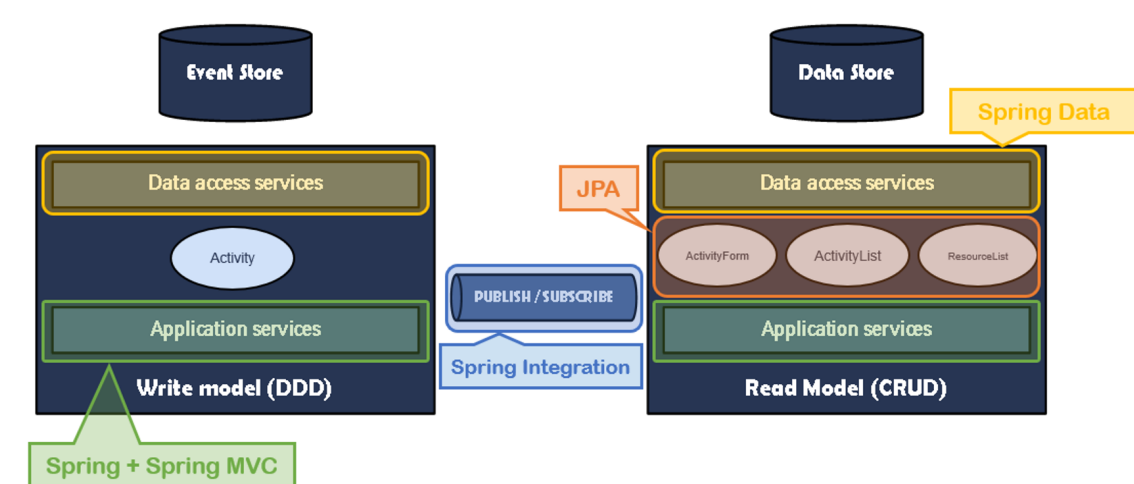 Event Store
Data Store
Spring Data
Data access services
JPA
Data access services
Activity
ActivityForm
ActivityList
ResourceList
PUBLISH / SUBSCRIBE
Application services
Application services
Spring Integration
Write model (DDD)
Read Model (CRUD)
Spring + Spring MVC